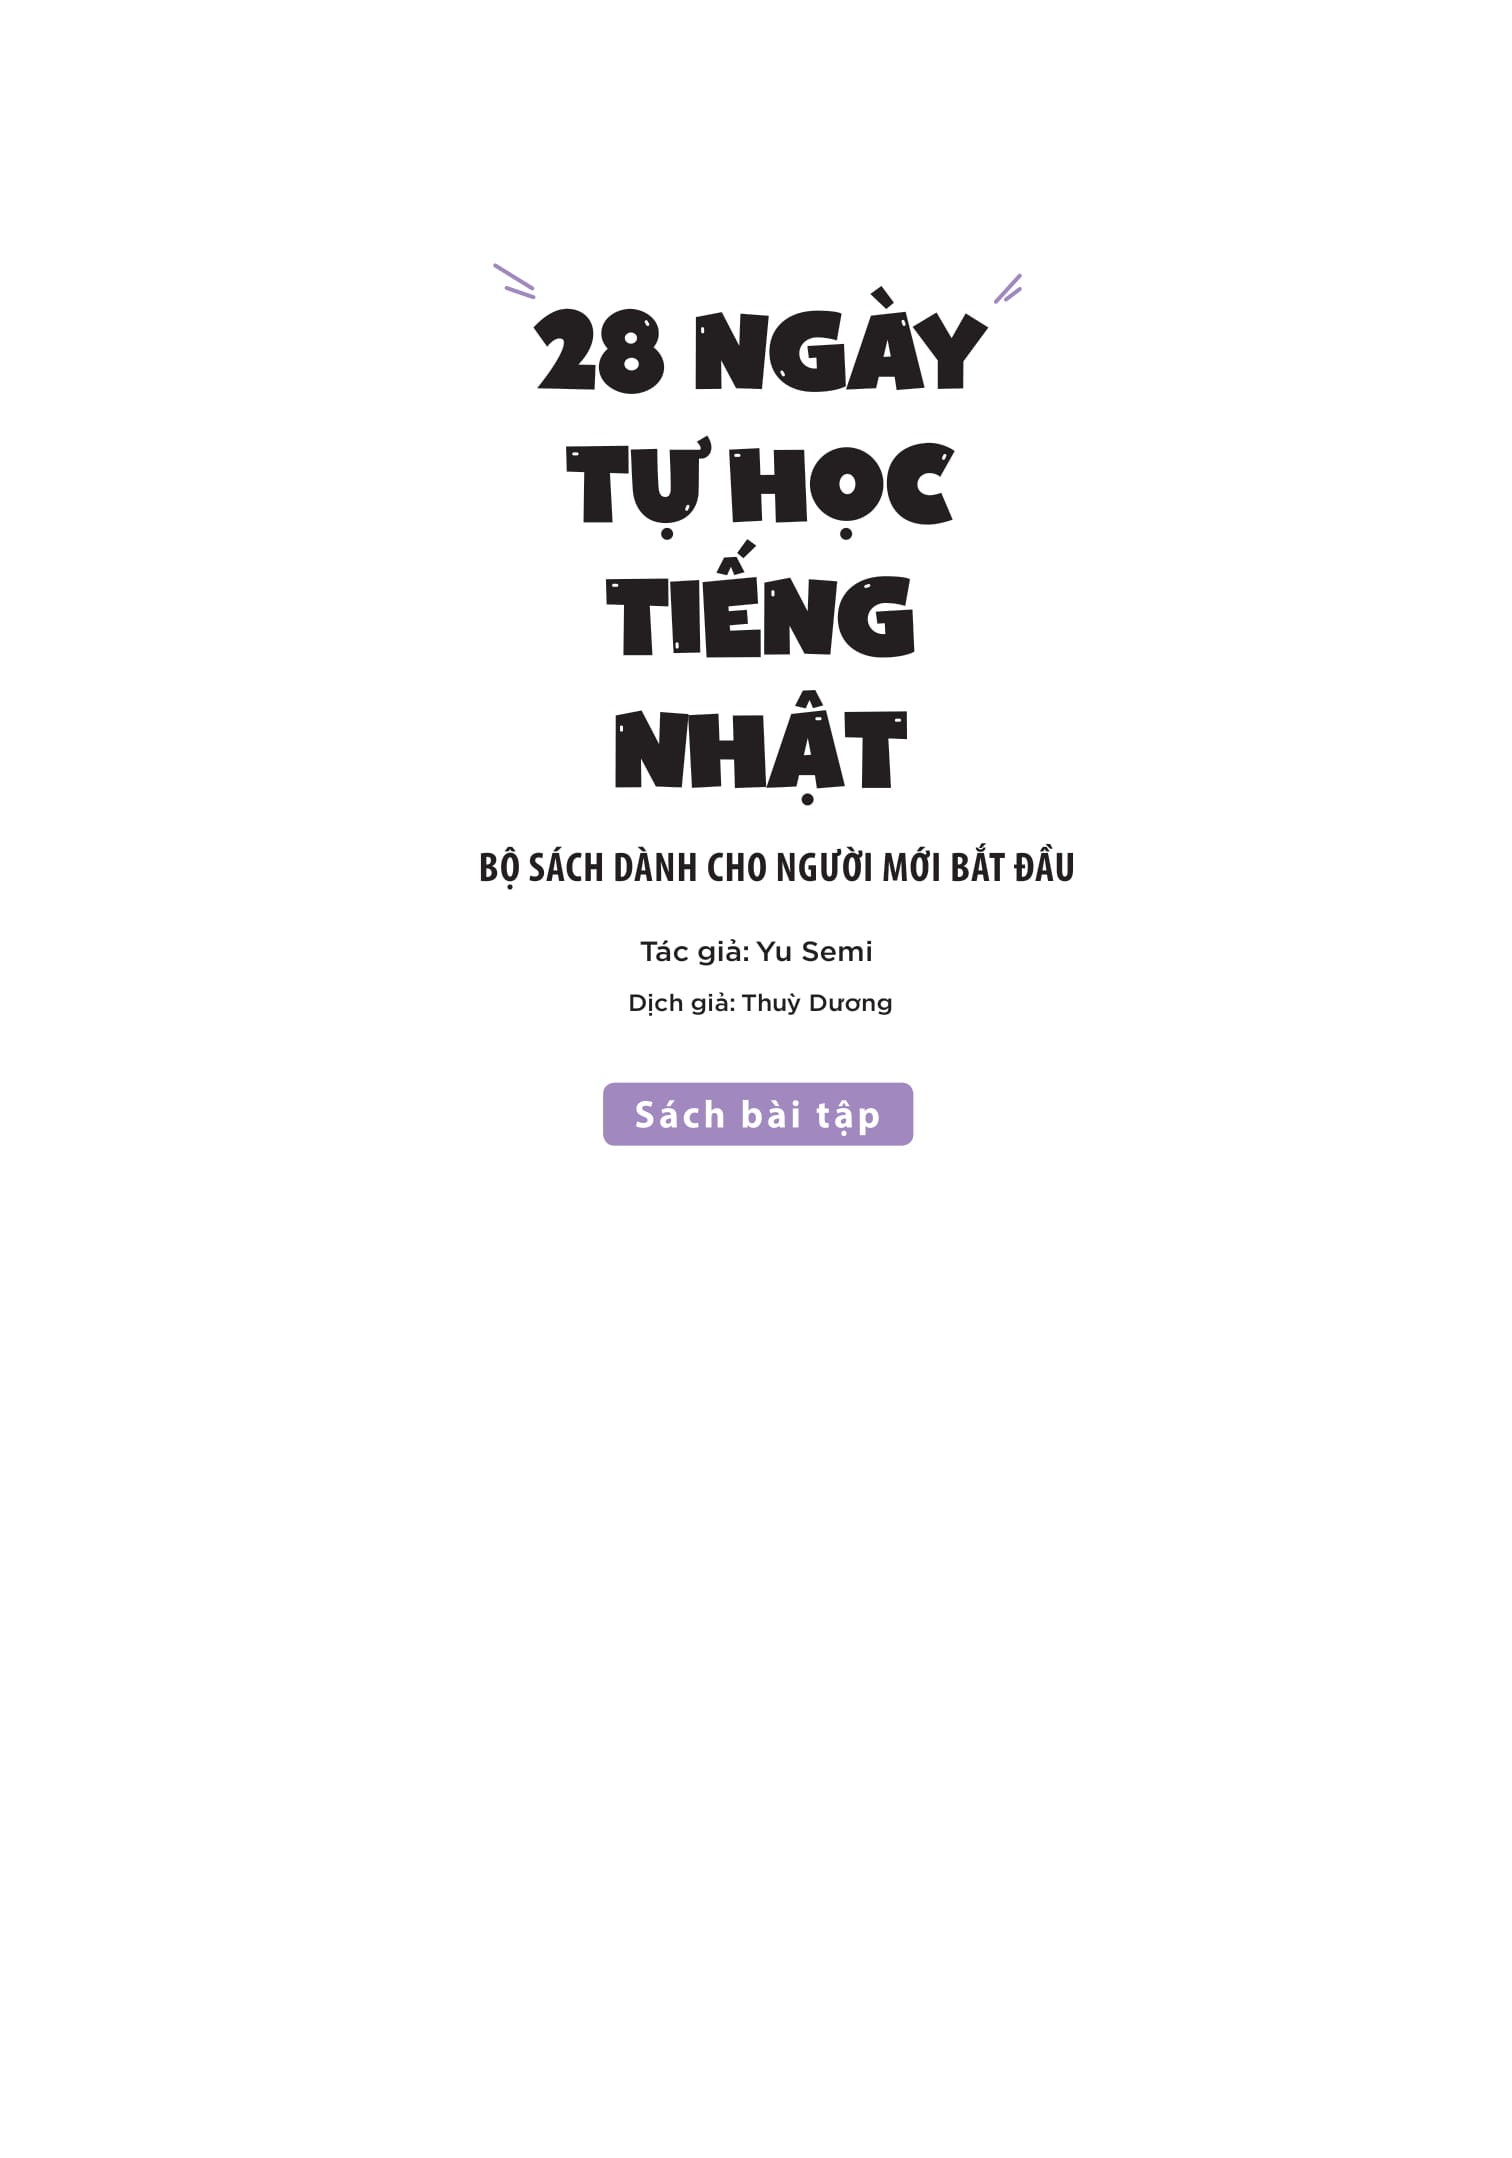 28 NGÀY
TỰ HỌC
TIẾNG
NHẬT
BỘ SÁCH DÀNH CHO NGƯỜI MỚI BẮT ĐẦU
Tác giả: Yu Semi
Dịch giả: Thuỳ Dương
Sách bài tập